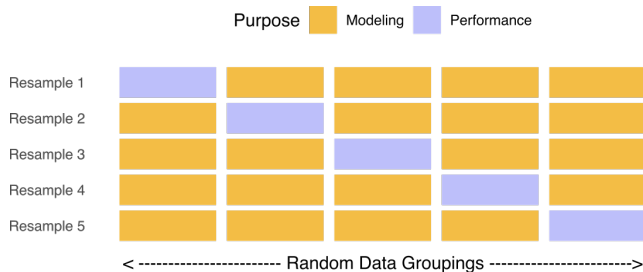 Purpose Modeling Performance
Resample 1
Resample 2
Resample 3
Resample 4
Resample 5
< ----------------------- Random Data Groupings ----------------------->